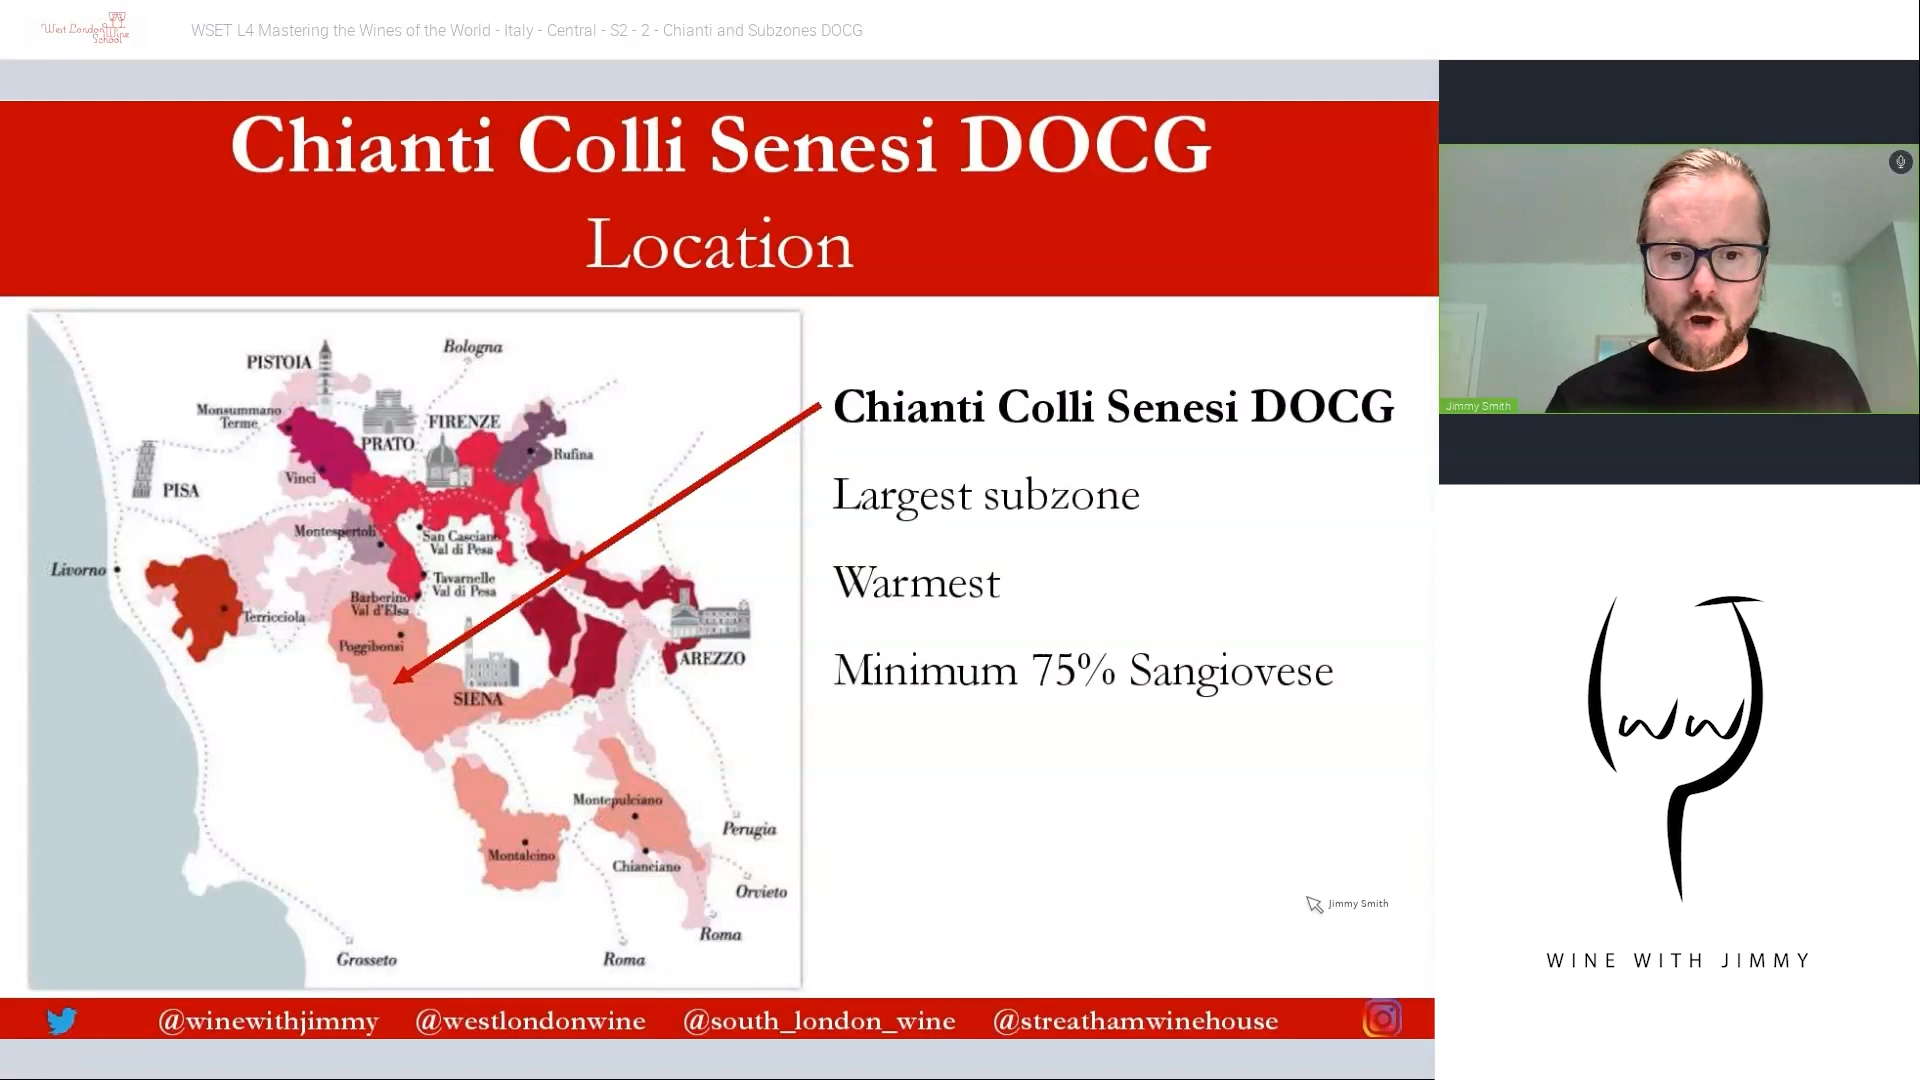 West London Wine
School
WSET L4 Mastering the Wines of the World - Italy - Central - S2 - 2 - Chianti and Subzones DOCG
Chianti Colli Senesi DOCG
Location
Bologna
PISTOIA
Monsummano
Terme
FIRENZE
PRATO
Rufina
Vinci
PISA
Montespertoli
San Casciano
Val di Pesa
Livorno
Tavarnelle
Val di Pesa
Barberino
Val d'Elsa
Terricciola
Poggibonsi
AREZZO
SIENA
Montepulciano
Perugia
Montalcino
Chianciano
Orvieto
Roma
Grosseto
Roma
Chianti Colli Senesi DOCG
Largest subzone
Warmest
Minimum 75% Sangiovese
Jimmy Smith
@winewithjimmy @westlondonwine @south_london_wine @streathamwinehouse
Jimmy Smith
WINE WITH JIMMY